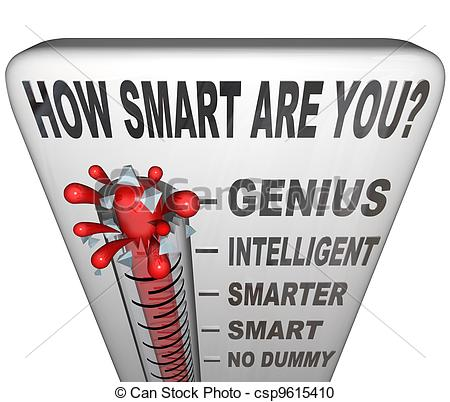 HOW SMART ARE YOU?
GENIUS
INTELLIGENT
SMARTER
SMART
NO DUMMY
© Can Stock Photo - csp9615410